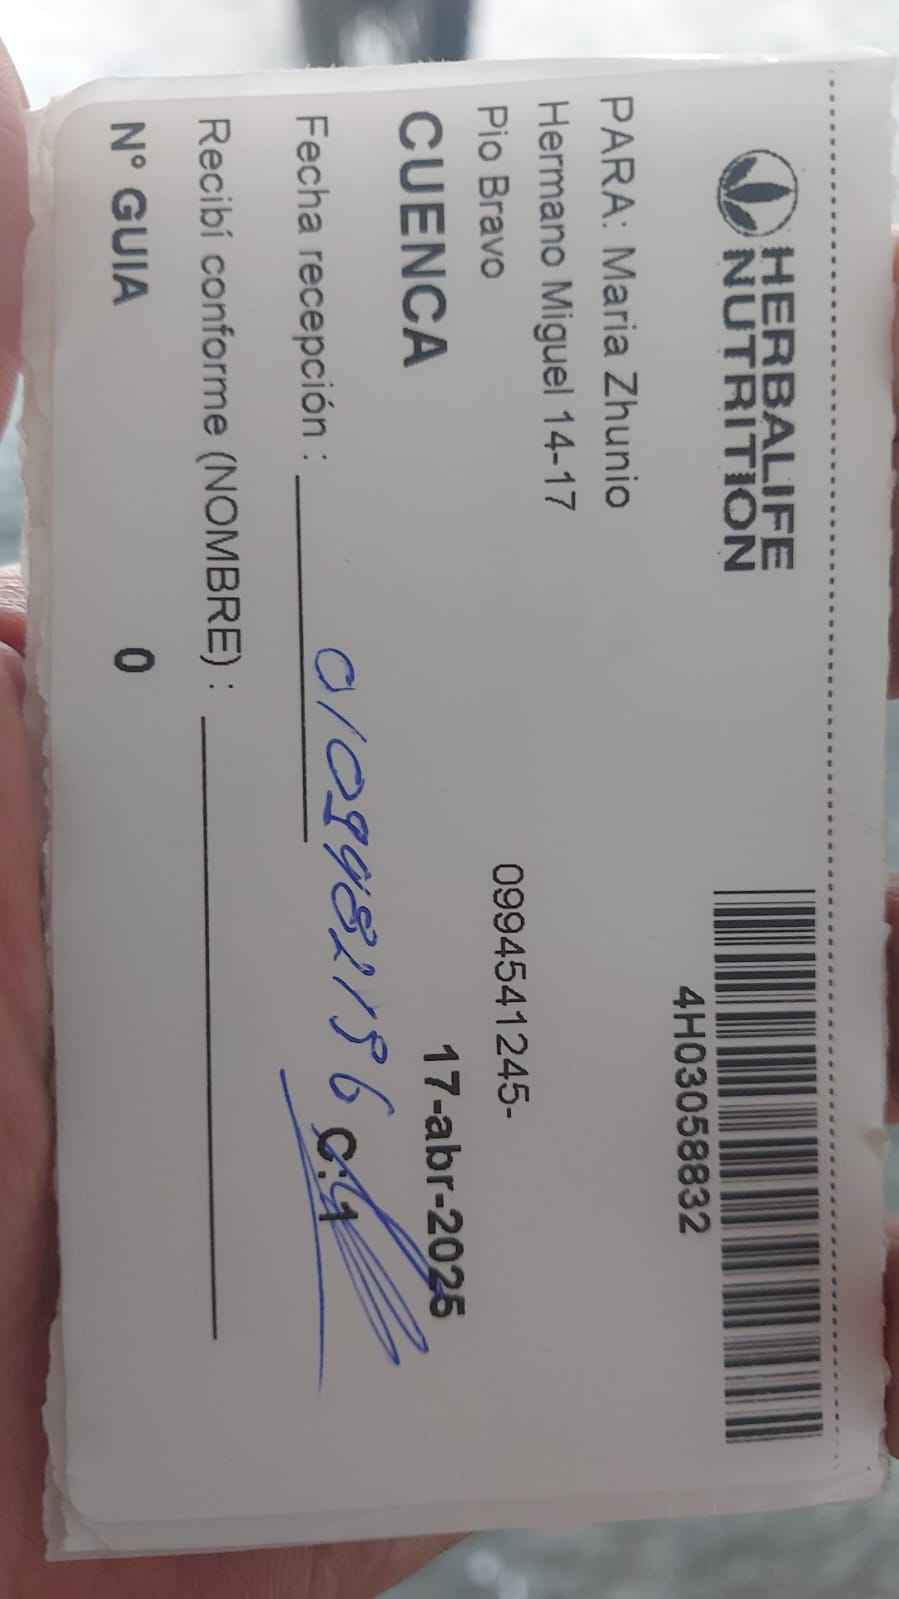 HERBALIFE
NUTRITION
4H03058832
PARA: Maria Zhunio
Hermano Miguel 14-17
Pio Bravo
0994541245-
CUENCA
17-abr-2025
Fecha recepción :
0109982156
C:1
Recibí conforme (NOMBRE) :
N° GUIA
0